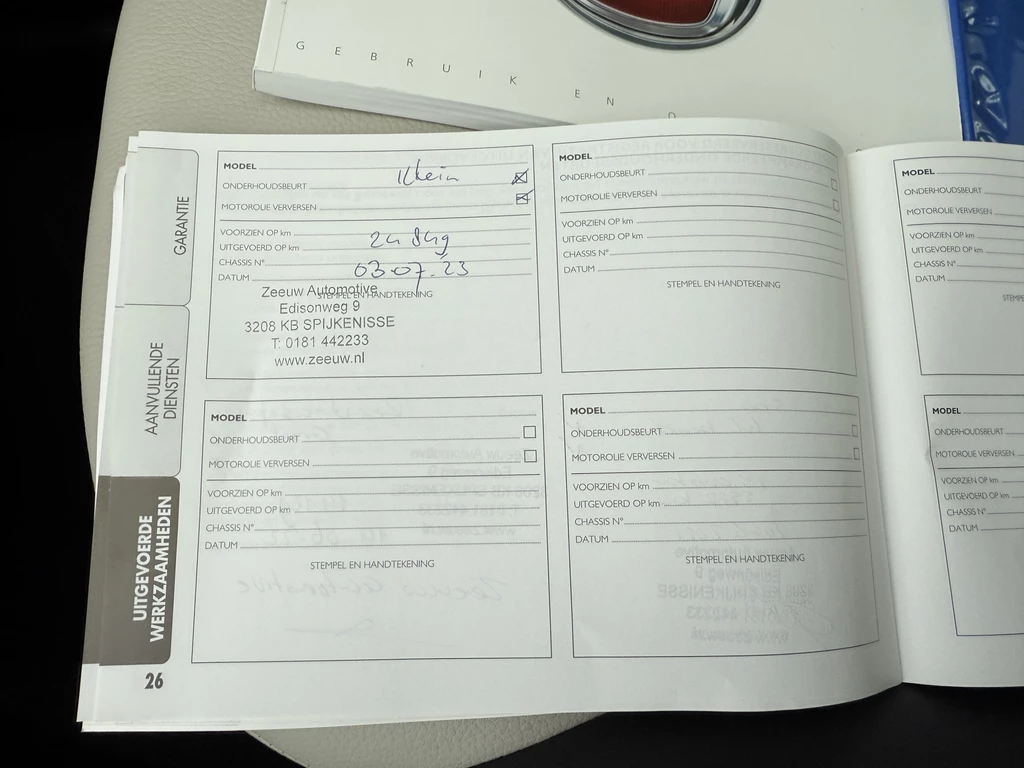 GEBRUIK EN O
GARANTIE
AANVULLENDE
DIENSTEN
UITGEVOERDE
WERKZAAMHEDEN
26
MODEL
ONDERHOUDSBEURT Klein
MOTOROLIE VERVERSEN
VOORZIEN OP km
UITGEVOERD OP km
CHASSIS N°
DATUM 03-07-23
STEMPEL EN HANDTEKENING
Zeeuw Automotive
Edisonweg 9
3208 KB SPIJKENISSE
T: 0181 442233
www.zeeuw.nl
MODEL
ONDERHOUDSBEURT
MOTOROLIE VERVERSEN
VOORZIEN OP km
UITGEVOERD OP km
CHASSIS N°
DATUM
STEMPEL EN HANDTEKENING
MODEL
ONDERHOUDSBEURT
MOTOROLIE VERVERSEN
VOORZIEN OP km
UITGEVOERD OP km
CHASSIS N°
DATUM
STEMPE
MODEL
ONDERHOUDSBEURT
MOTOROLIE VERVERSEN
VOORZIEN OP km
UITGEVOERD OP km
CHASSIS N°
DATUM
STEMPEL EN HANDTEKENING
MODEL
ONDERHOUDSBEURT
MOTOROLIE VERVERSEN
VOORZIEN OP km
UITGEVOERD OP km
CHASSIS N°
DATUM
STEMPEL EN HANDTEKENING
MODEL
ONDERHOUDSBEURT
MOTOROLIE VERVERSEN
VOORZIEN OP km
UITGEVOERD OP km
CHASSIS N°
DATUM